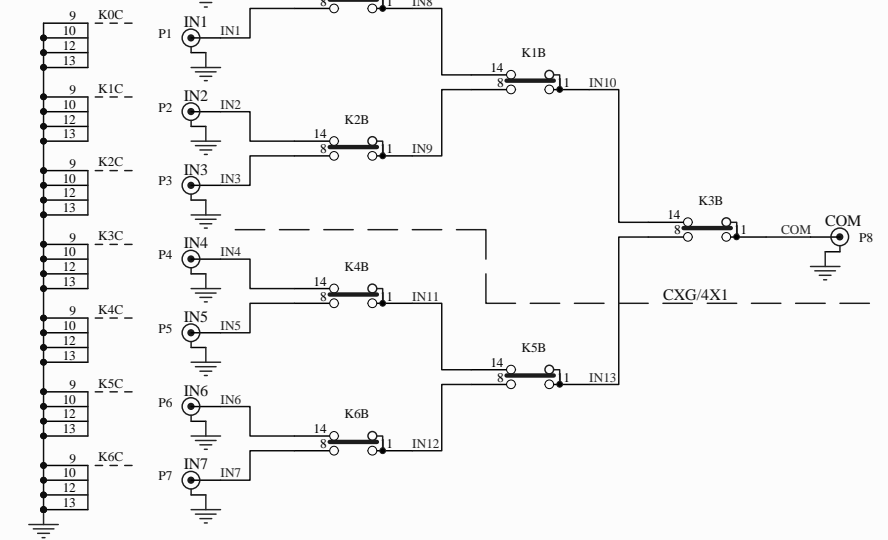 8 1 IN8
9 K0C
10
12
13
P1 IN1 IN1
K1B
14
8 1 IN10
9 K1C
10
12
13
P2 IN2 IN2
K2B
14
8 1 IN9
9 K2C
10
12
13
P3 IN3 IN3
K3B
14
8 1 COM
COM
P8
9 K3C
10
12
13
P4 IN4 IN4
K4B
14
8 1 IN11
CXG/4X1
9 K4C
10
12
13
P5 IN5 IN5
K5B
14
8 1 IN13
9 K5C
10
12
13
P6 IN6 IN6
K6B
14
8 1 IN12
9 K6C
10
12
13
P7 IN7 IN7